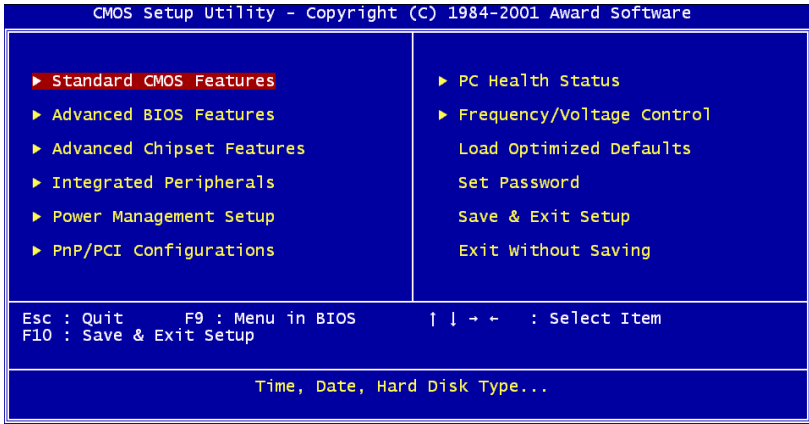 CMOS Setup Utility - Copyright (C) 1984-2001 Award Software
▶ Standard CMOS Features
▶ Advanced BIOS Features
▶ Advanced Chipset Features
▶ Integrated Peripherals
▶ Power Management Setup
▶ PnP/PCI Configurations
▶ PC Health Status
▶ Frequency/Voltage Control
Load Optimized Defaults
Set Password
Save & Exit Setup
Exit Without Saving
Esc : Quit F9 : Menu in BIOS ↑ ↓ → ← : Select Item
F10 : Save & Exit Setup
Time, Date, Hard Disk Type...